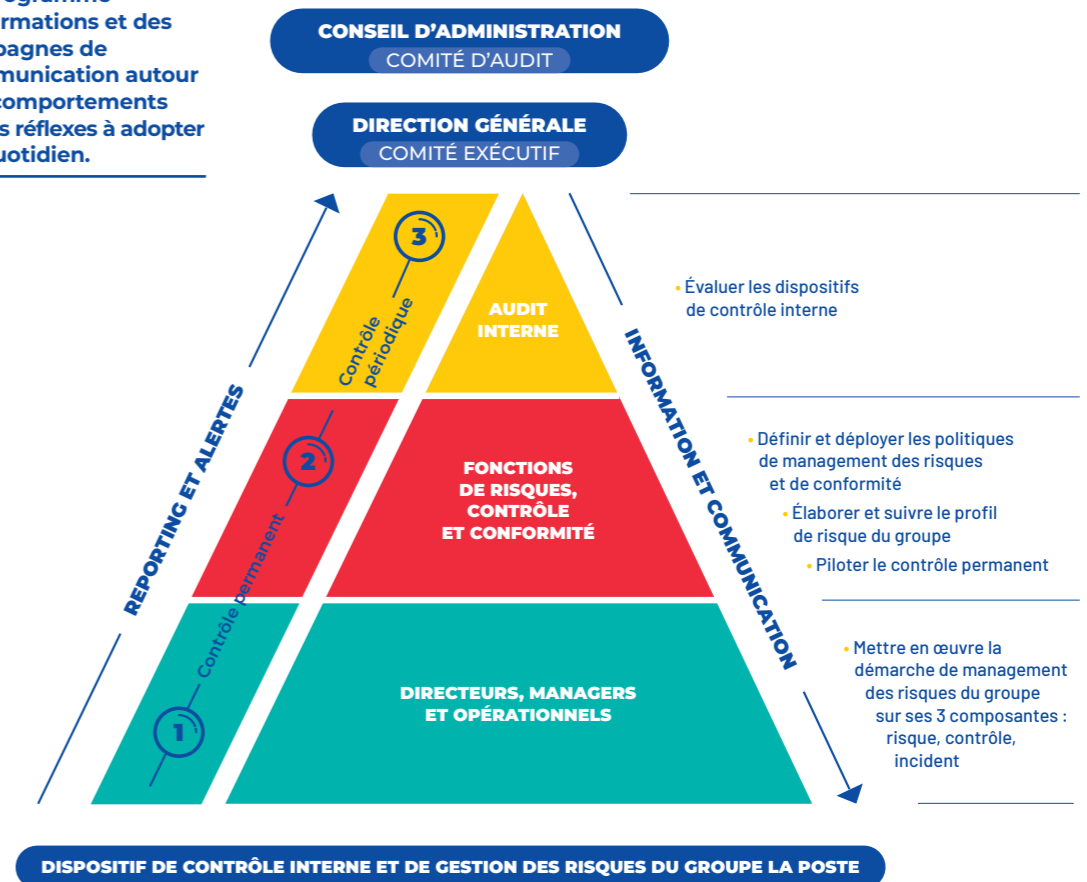 rmations et des
pagnes de
munication autour
comportements
s réflexes à adopter
uotidien.
CONSEIL D'ADMINISTRATION
COMITÉ D'AUDIT
DIRECTION GÉNÉRALE
COMITÉ EXÉCUTIF
REPORTING ET ALERTES
3
Contrôle
périodique
2
Contrôle permanent
1
AUDIT
INTERNE
FONCTIONS
DE RISQUES,
CONTRÔLE
ET CONFORMITÉ
DIRECTEURS, MANAGERS
ET OPÉRATIONNELS
INFORMATION ET COMMUNICATION
• Évaluer les dispositifs
de contrôle interne
• Définir et déployer les politiques
de management des risques
et de conformité
• Élaborer et suivre le profil
de risque du groupe
• Piloter le contrôle permanent
• Mettre en œuvre la
démarche de management
des risques du groupe
sur ses 3 composantes :
risque, contrôle,
incident
DISPOSITIF DE CONTRÔLE INTERNE ET DE GESTION DES RISQUES DU GROUPE LA POSTE